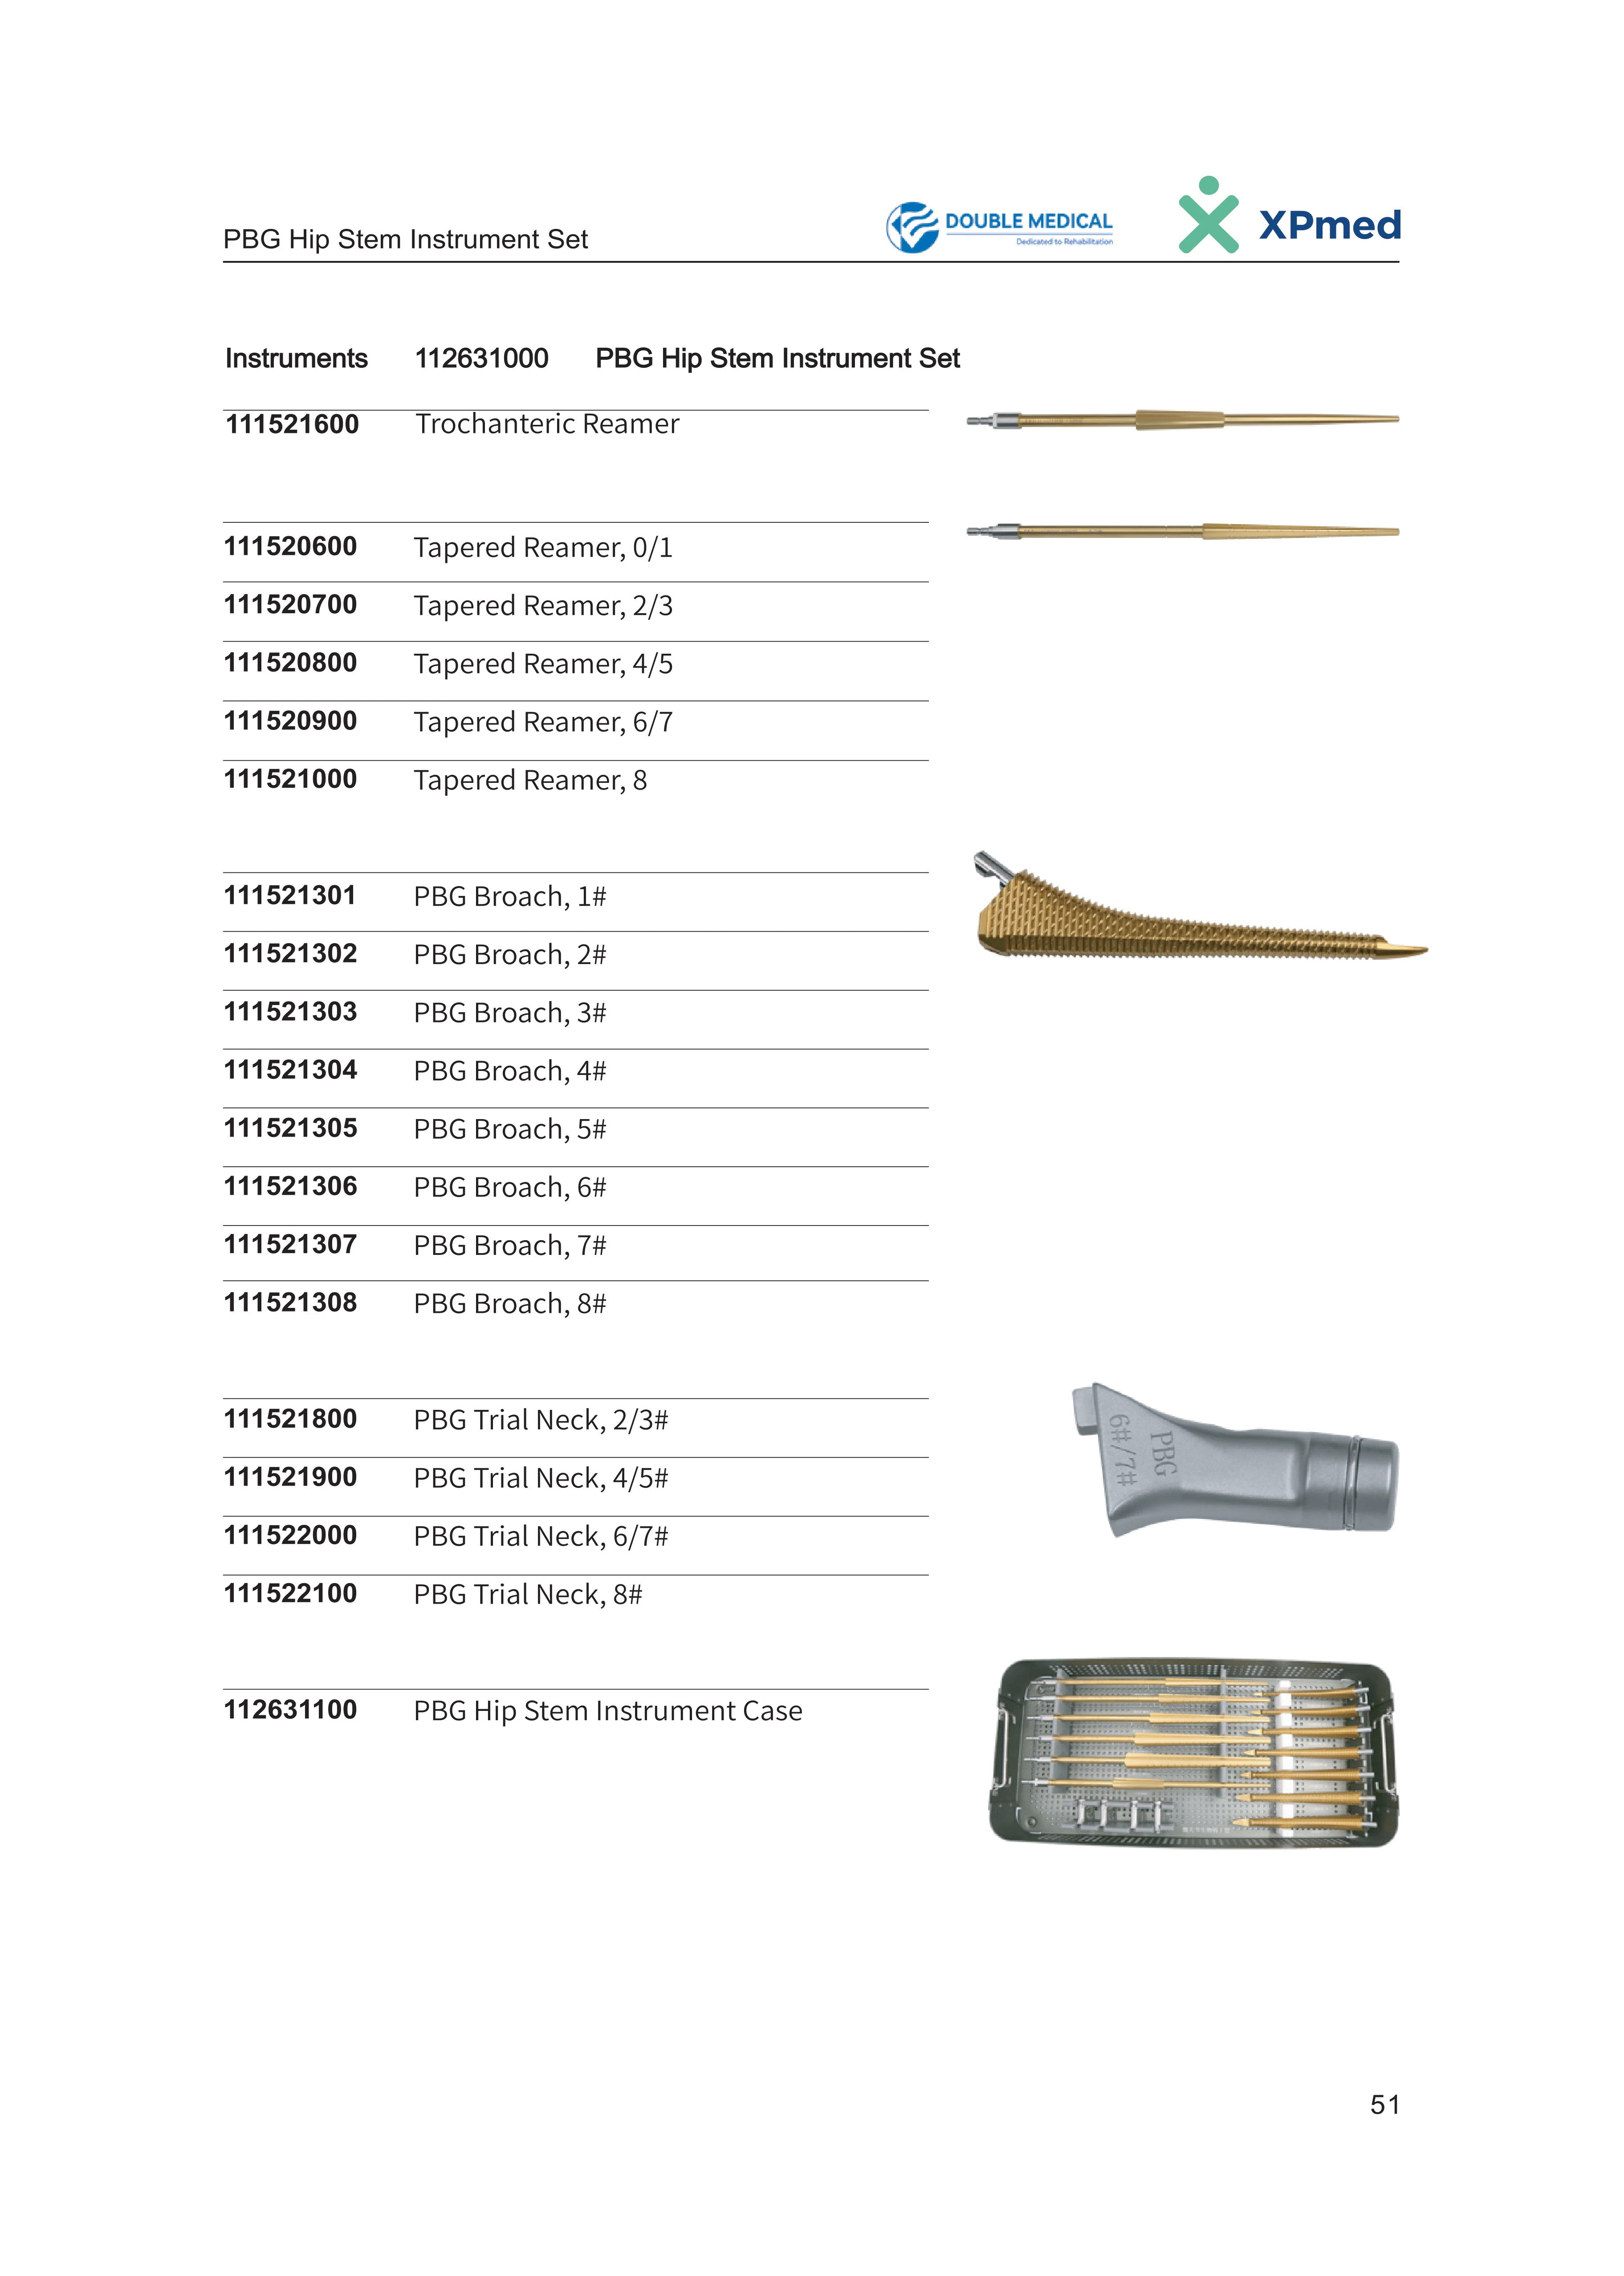 PBG Hip Stem Instrument Set
DOUBLE MEDICAL
Dedicated to Rehabilitation
XPmed
Instruments 112631000 PBG Hip Stem Instrument Set
111521600 Trochanteric Reamer
111520600 Tapered Reamer, 0/1
111520700 Tapered Reamer, 2/3
111520800 Tapered Reamer, 4/5
111520900 Tapered Reamer, 6/7
111521000 Tapered Reamer, 8
111521301 PBG Broach, 1#
111521302 PBG Broach, 2#
111521303 PBG Broach, 3#
111521304 PBG Broach, 4#
111521305 PBG Broach, 5#
111521306 PBG Broach, 6#
111521307 PBG Broach, 7#
111521308 PBG Broach, 8#
111521800 PBG Trial Neck, 2/3#
111521900 PBG Trial Neck, 4/5#
111522000 PBG Trial Neck, 6/7#
111522100 PBG Trial Neck, 8#
PBG
6#/7#
112631100 PBG Hip Stem Instrument Case
51